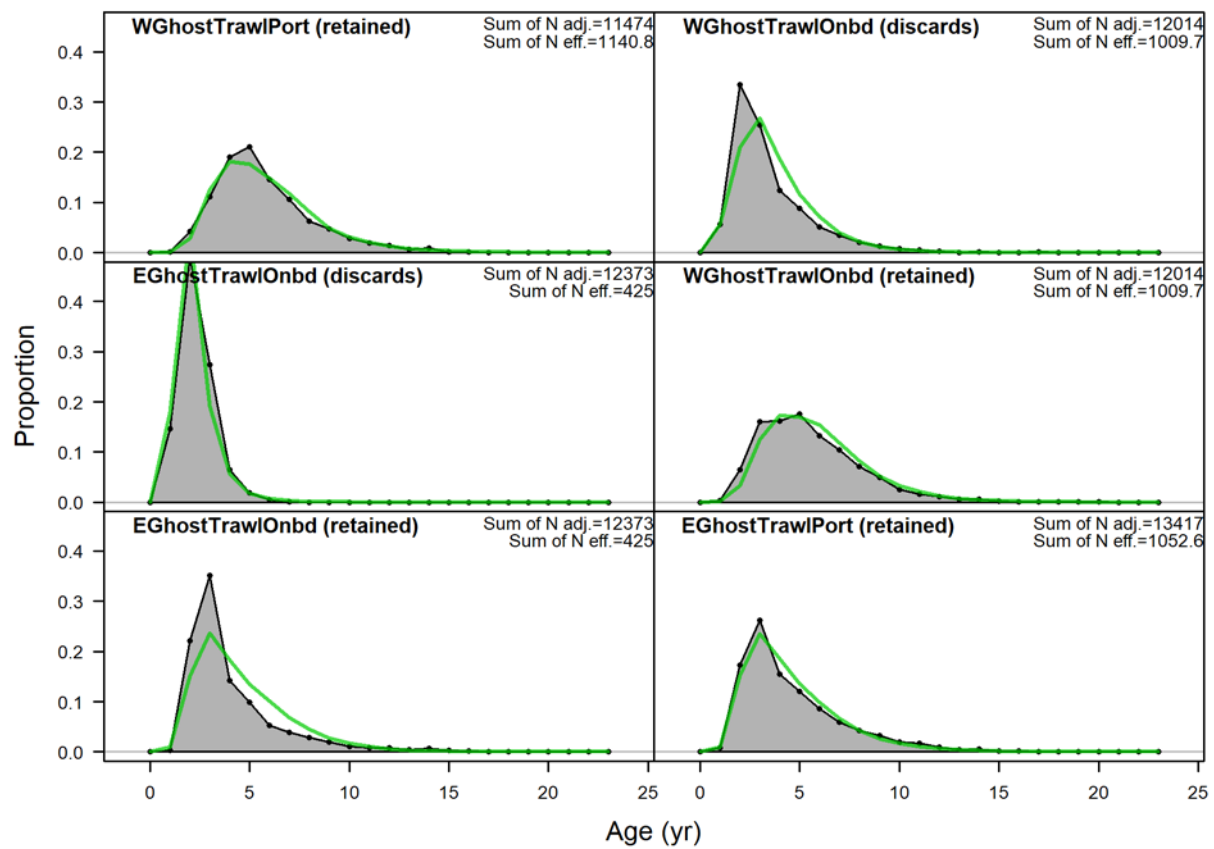 WGhostTrawlPort (retained)
Sum of N adj.=11474
Sum of N eff.=1140.8
WGhostTrawlOnbd (discards)
Sum of N adj.=12014
Sum of N eff.=1009.7
0.4
0.3
0.2
0.1
0.0
EGhostTrawlOnbd (discards)
Sum of N adj.=12373
Sum of N eff.=425
WGhostTrawlOnbd (retained)
Sum of N adj.=12014
Sum of N eff.=1009.7
0.4
0.3
0.2
0.1
0.0
Proportion
EGhostTrawlOnbd (retained)
Sum of N adj.=12373
Sum of N eff.=425
EGhostTrawlPort (retained)
Sum of N adj.=13417
Sum of N eff.=1052.6
0.4
0.3
0.2
0.1
0.0
0 5 10 15 20 25
0 5 10 15 20 25
Age (yr)